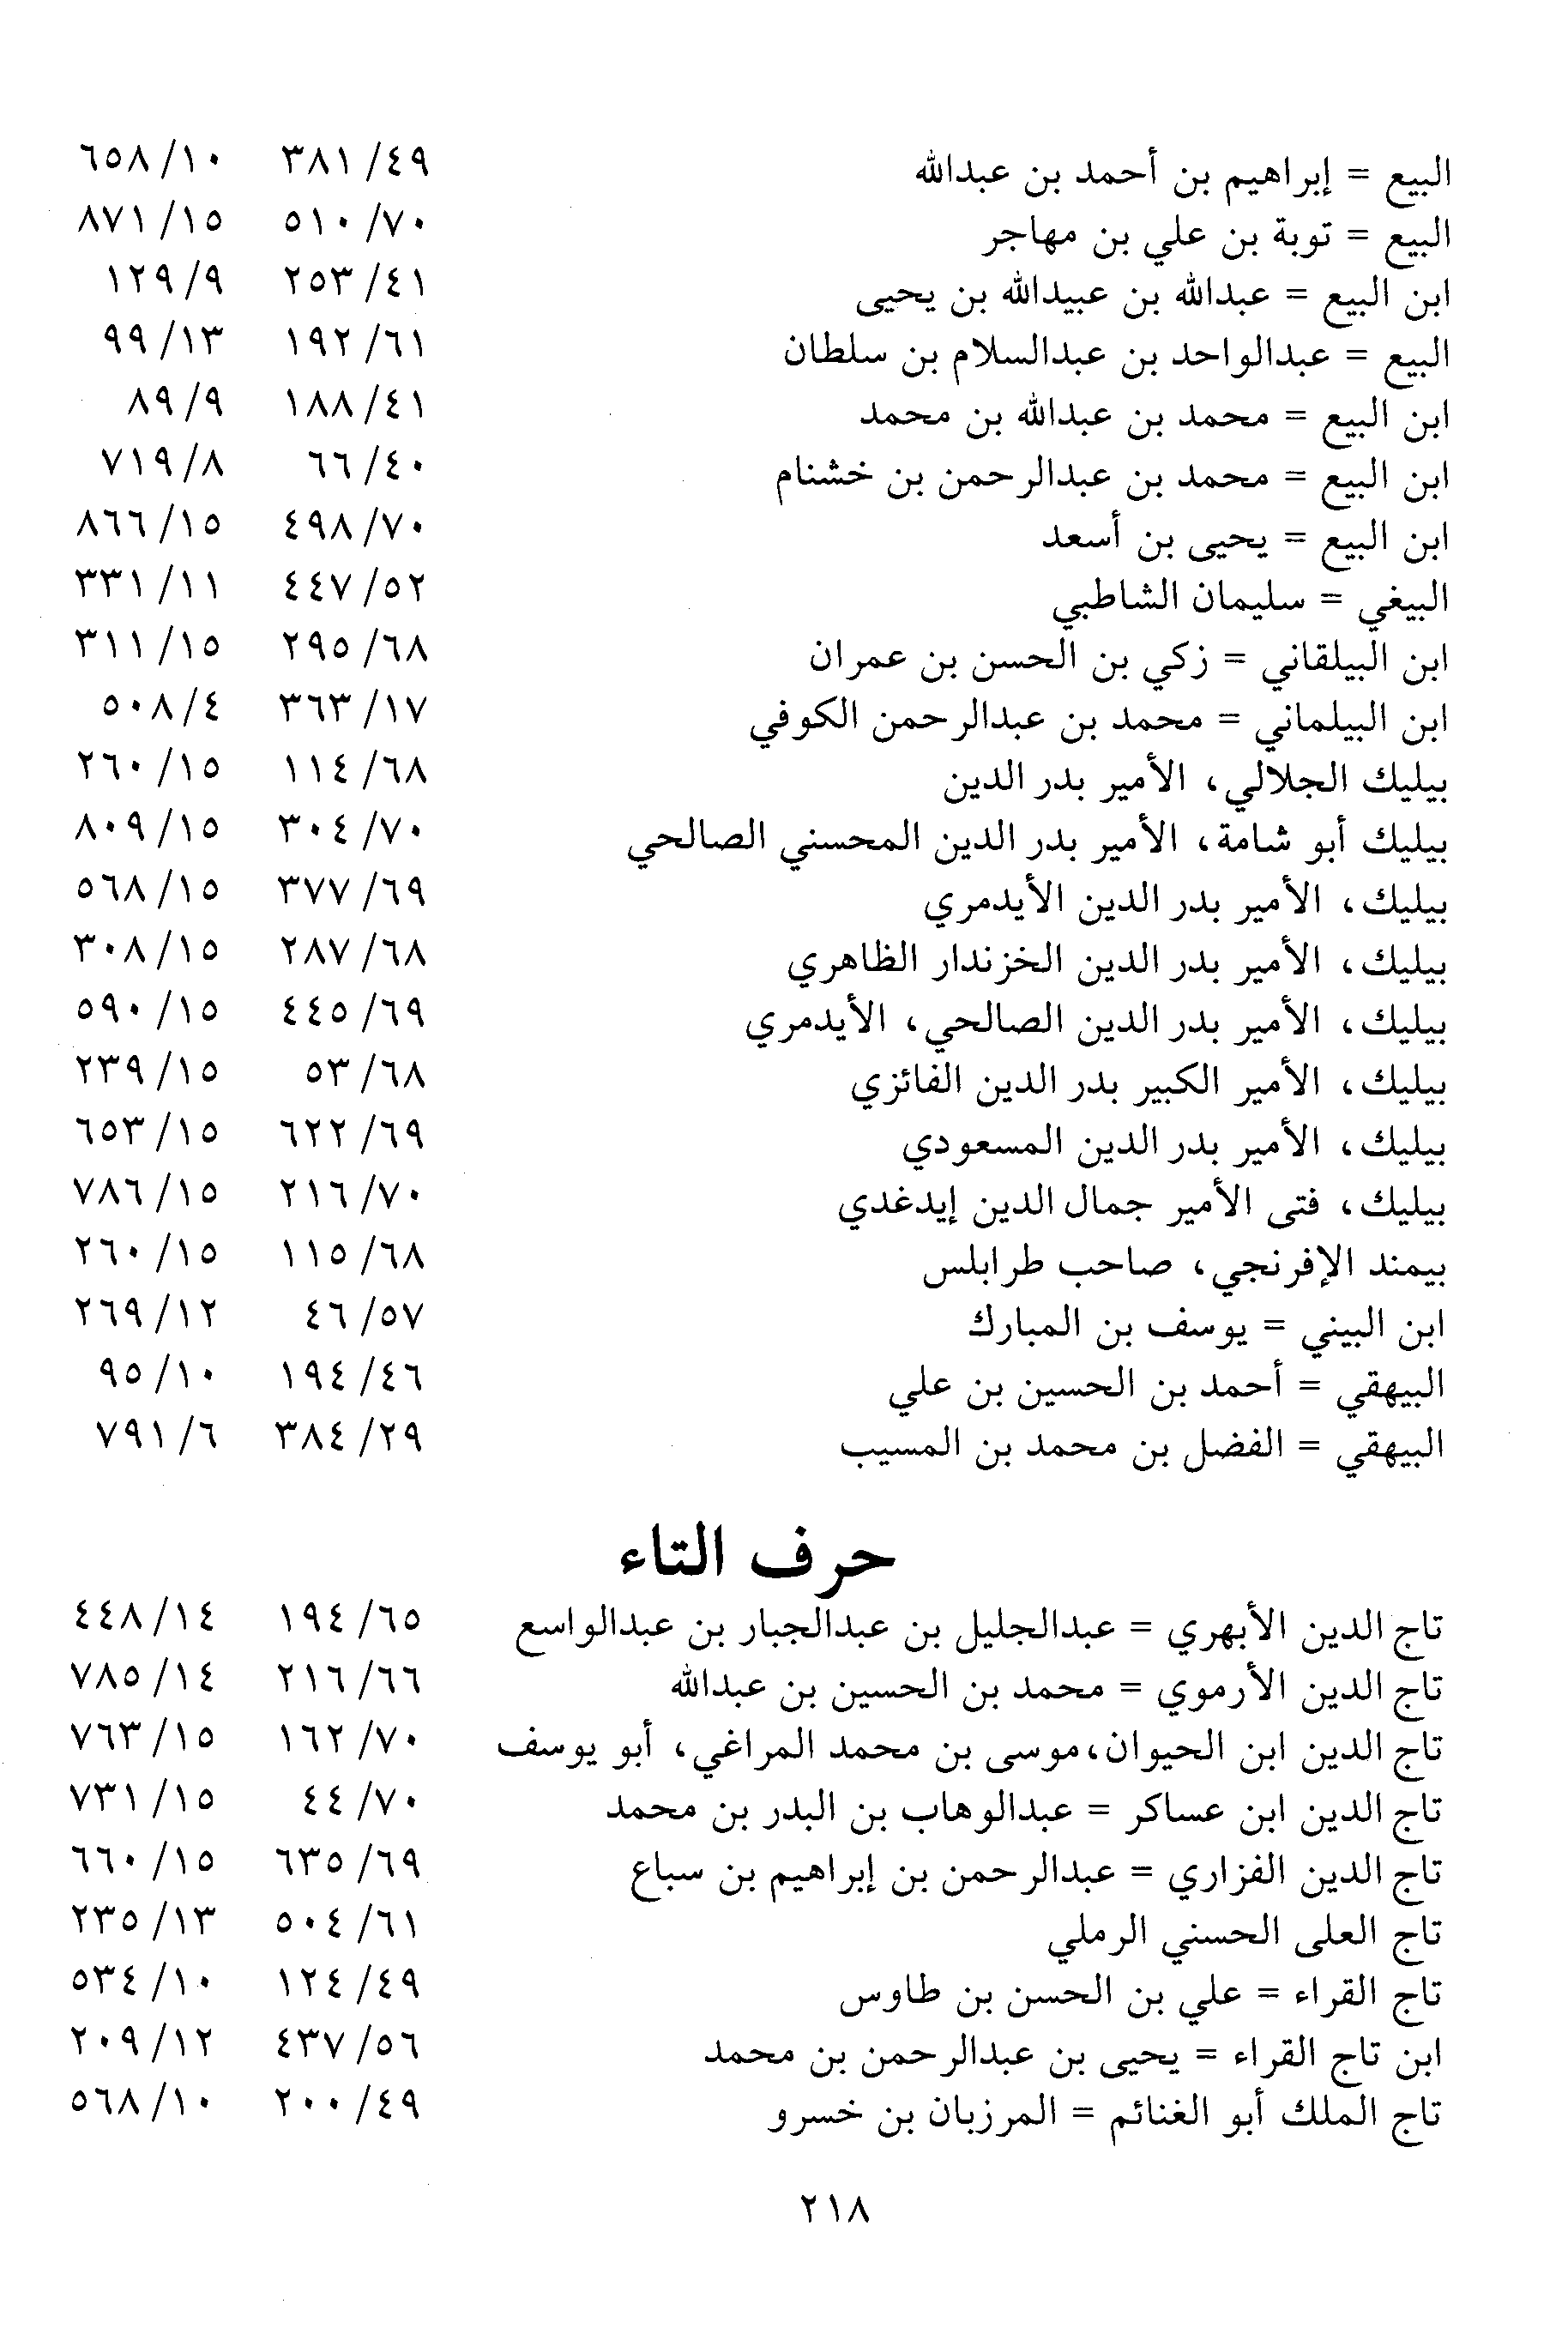 البيع = إبراهيم بن أحمد بن عبدالله ٣٨١/٤٩ ٦٥٨/١٠
البيع = توبة بن علي بن مهاجر ٥١٠/٧٠ ٨٧١/١٥
ابن البيع = عبدالله بن عبيدالله بن يحيى ٢٥٣/٤١ ١٢٩/٩
البيع = عبدالواحد بن عبدالسلام بن سلطان ١٩٢/٦١ ٩٩/١٣
ابن البيع = محمد بن عبدالله بن محمد ١٨٨/٤١ ٨٩/٩
ابن البيع = محمد بن عبدالرحمن بن خشنام ٦٦/٤٠ ٧١٩/٨
ابن البيع = يحيى بن أسعد ٤٩٨/٧٠ ٨٦٦/١٥
البيغي = سليمان الشاطبي ٤٤٧/٥٢ ٣٣١/١١
ابن البيلقاني = زكي بن الحسن بن عمران ٢٩٥/٦٨ ٣١١/١٥
ابن البيلماني = محمد بن عبدالرحمن الكوفي ٣٦٣/١٧ ٥٠٨/٤
بيليك الجلالي، الأمير بدر الدين ١١٤/٦٨ ٢٦٠/١٥
بيليك أبو شامة، الأمير بدر الدين المحسني الصالحي ٣٠٤/٧٠ ٨٠٩/١٥
بيليك، الأمير بدر الدين الأيدمري ٣٧٧/٦٩ ٥٦٨/١٥
بيليك، الأمير بدر الدين الخزندار الظاهري ٢٨٧/٦٨ ٣٠٨/١٥
بيليك، الأمير بدر الدين الصالحي، الأيدمري ٤٤٥/٦٩ ٥٩٠/١٥
بيليك، الأمير الكبير بدر الدين الفائزي ٥٣/٦٨ ٢٣٩/١٥
بيليك، الأمير بدر الدين المسعودي ٦٢٢/٦٩ ٦٥٣/١٥
بيليك، فتى الأمير جمال الدين إيدغدي ٢١٦/٧٠ ٧٨٦/١٥
بيمند الإفرنجي، صاحب طرابلس ١١٥/٦٨ ٢٦٠/١٥
ابن البيني = يوسف بن المبارك ٤٦/٥٧ ٢٦٩/١٢
البيهقي = أحمد بن الحسين بن علي ١٩٤/٤٦ ٩٥/١٠
البيهقي = الفضل بن محمد بن المسيب ٣٨٤/٢٩ ٧٩١/٦
حرف التاء
تاج الدين الأبهري = عبدالجليل بن عبدالجبار بن عبدالواسع ١٩٤/٦٥ ٤٤٨/١٤
تاج الدين الأرموي = محمد بن الحسين بن عبدالله ٢١٦/٦٦ ٧٨٥/١٤
تاج الدين ابن الحيوان،موسى بن محمد المراغي، أبو يوسف ١٦٢/٧٠ ٧٦٣/١٥
تاج الدين ابن عساكر = عبدالوهاب بن البدر بن محمد ٤٤/٧٠ ٧٣١/١٥
تاج الدين الفزاري = عبدالرحمن بن إبراهيم بن سباع ٦٣٥/٦٩ ٦٦٠/١٥
تاج العلى الحسني الرملي ٥٠٤/٦١ ٢٣٥/١٣
تاج القراء = علي بن الحسن بن طاوس ١٢٤/٤٩ ٥٣٤/١٠
ابن تاج القراء = يحيى بن عبدالرحمن بن محمد ٤٣٧/٥٦ ٢٠٩/١٢
تاج الملك أبو الغنائم = المرزبان بن خسرو ٢٠٠/٤٩ ٥٦٨/١٠
٢١٨